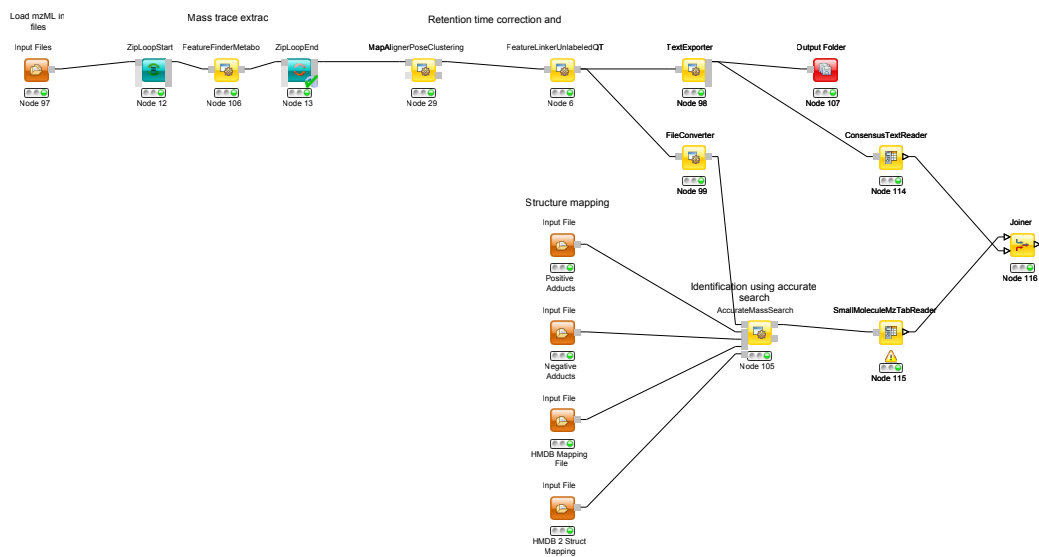 Load mzML in
files
Mass trace extrac
Retention time correction and
Input Files
ZipLoopStart
FeatureFinderMetabo
ZipLoopEnd
MapAlignerPoseClustering
FeatureLinkerUnlabeledQT
TextExporter
Output Folder
Node 97
Node 12
Node 106
Node 13
Node 29
Node 6
Node 98
Node 107
FileConverter
ConsensusTextReader
Node 99
Node 114
Structure mapping
Input File
Joiner
Positive
Adducts
Node 116
Identification using accurate
search
Input File
AccurateMassSearch
SmallMoleculeMzTabReader
Negative
Adducts
Node 105
Node 115
Input File
HMDB Mapping
File
Input File
HMDB 2 Struct
Mapping